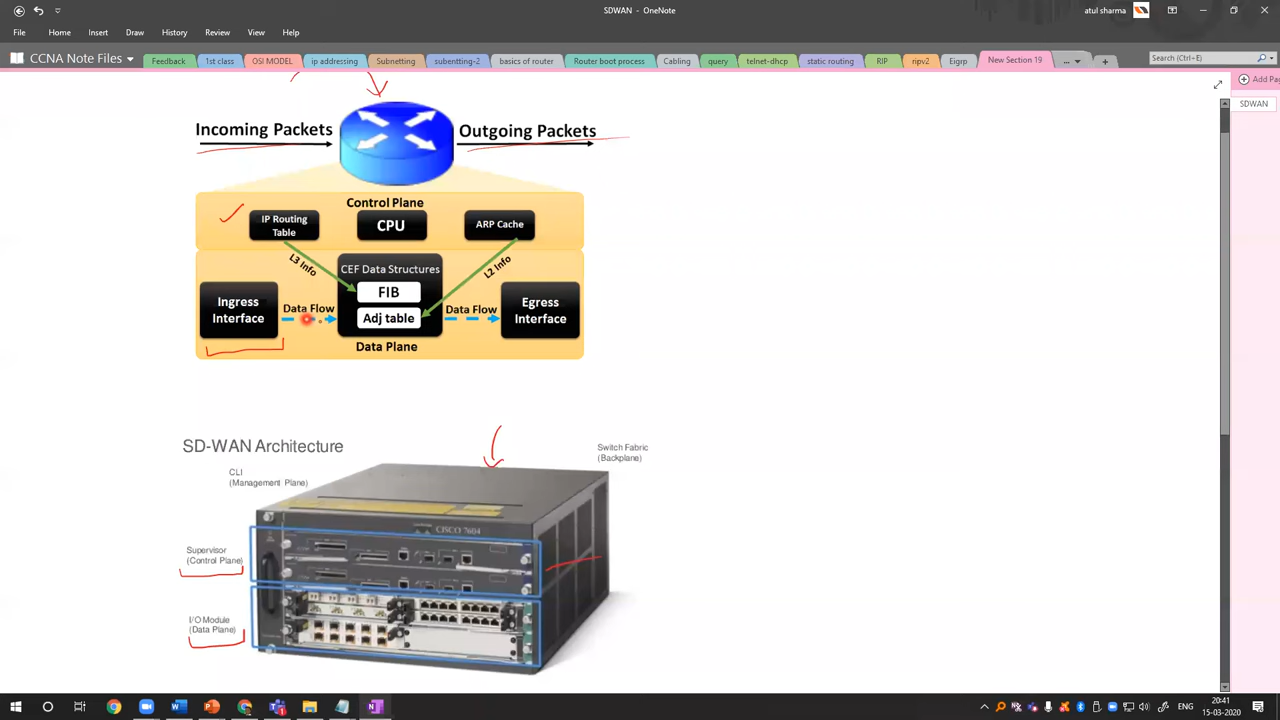 SDWAN - OneNote
atul sharma
File Home Insert Draw History Review View Help
CCNA Note Files
Feedback 1st class OSI MODEL ip addressing Subnetting subentting-2 basics of router Router boot process Cabling query telnet-dhcp static routing RIP ripv2 Eigrp New Section 19 ...
Search (Ctrl+E)
Add Pag
SDWAN
Incoming Packets
Outgoing Packets
Control Plane
IP Routing
Table
CPU
ARP Cache
L3 Info
L2 Info
CEF Data Structures
FIB
Adj table
Ingress
Interface
Data Flow
Data Flow
Egress
Interface
Data Plane
SD-WAN Architecture
Switch Fabric
(Backplane)
CLI
(Management Plane)
CISCO 7604
Supervisor
(Control Plane)
I/O Module
(Data Plane)
ENG
20:41
15-03-2020